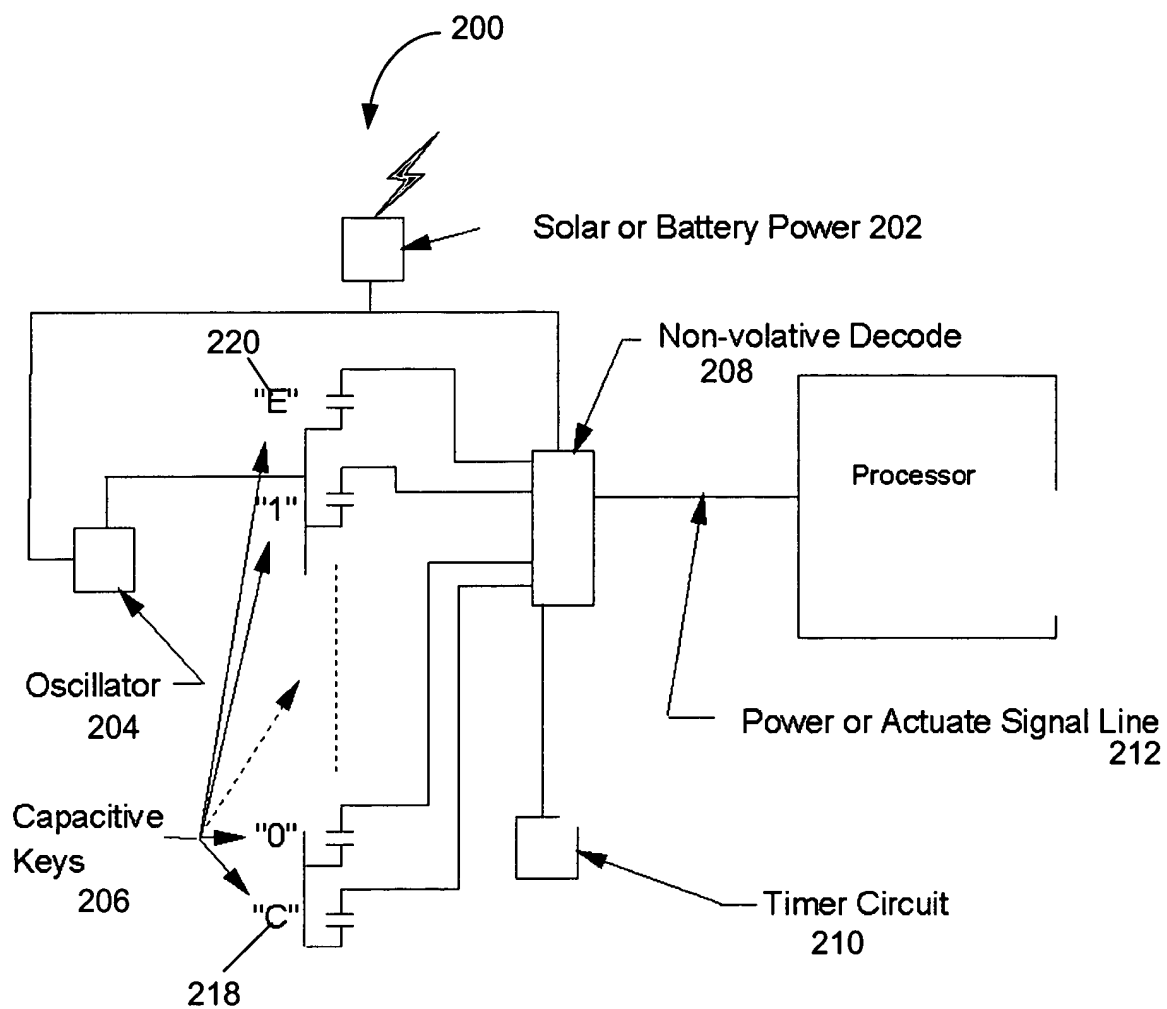 200
Solar or Battery Power 202
220
Non-volative Decode
208
"E"
Processor
"1"
Oscillator
204
Power or Actuate Signal Line
212
Capacitive
Keys
206
"0"
"C"
Timer Circuit
210
218